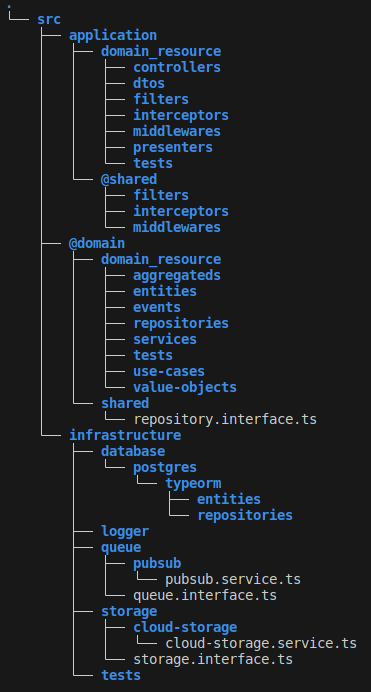 .
└── src
    ├── application
    │   ├── domain_resource
    │   │   ├── controllers
    │   │   ├── dtos
    │   │   ├── filters
    │   │   ├── interceptors
    │   │   ├── middlewares
    │   │   ├── presenters
    │   │   └── tests
    │   └── @shared
    │       ├── filters
    │       ├── interceptors
    │       └── middlewares
    ├── @domain
    │   ├── domain_resource
    │   │   ├── aggregateds
    │   │   ├── entities
    │   │   ├── events
    │   │   ├── repositories
    │   │   ├── services
    │   │   ├── tests
    │   │   ├── use-cases
    │   │   └── value-objects
    │   └── shared
    │       └── repository.interface.ts
    └── infrastructure
        ├── database
        │   └── postgres
        │       └── typeorm
        │           ├── entities
        │           └── repositories
        ├── logger
        ├── queue
        │   ├── pubsub
        │   │   └── pubsub.service.ts
        │   └── queue.interface.ts
        ├── storage
        │   ├── cloud-storage
        │   │   └── cloud-storage.service.ts
        │   └── storage.interface.ts
        └── tests